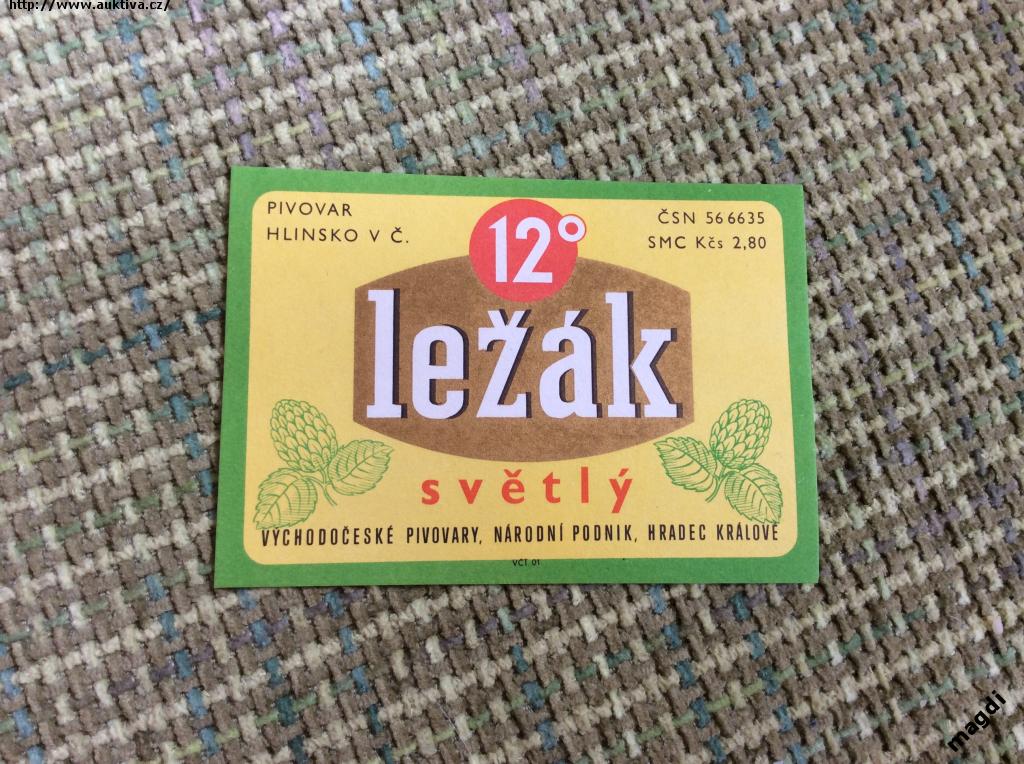 http://www.auktiva.cz/
PIVOVAR
HLINSKO V Č.
12°
ČSN 56 6635
SMC Kčs 2,80
ležák
světlý
VÝCHODOČESKÉ PIVOVARY, NÁRODNÍ PODNIK, HRADEC KRÁLOVÉ
VČT 01
magdi